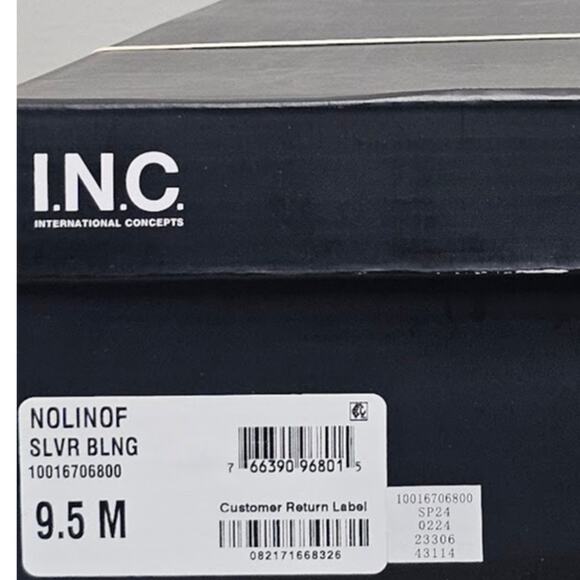 I.N.C.
INTERNATIONAL CONCEPTS
NOLINOF
SLVR BLNG
10016706800
7 66390 96801 5
9.5 M
Customer Return Label
082171668326
10016706800
SP24
0224
23306
43114